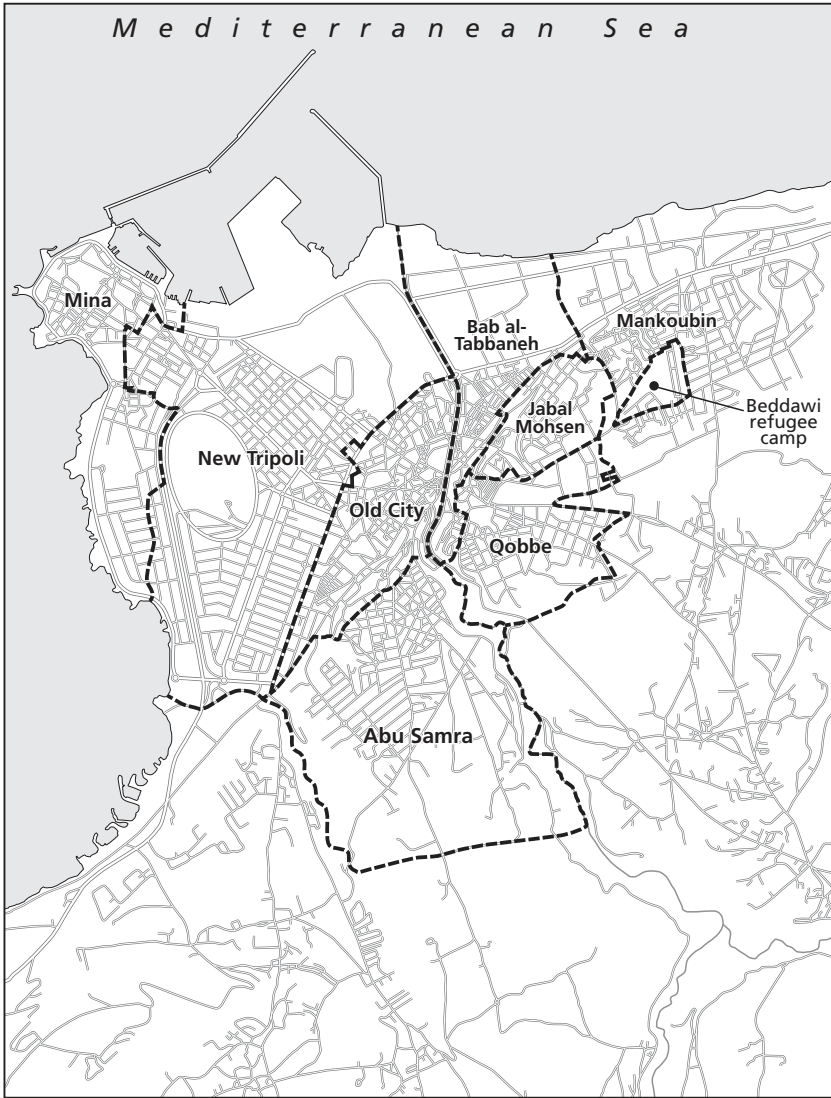 Mediterranean Sea
Mina
Bab al-
Tabbaneh
Mankoubin
Jabal
Mohsen
Beddawi
refugee
camp
New Tripoli
Old City
Qobbe
Abu Samra